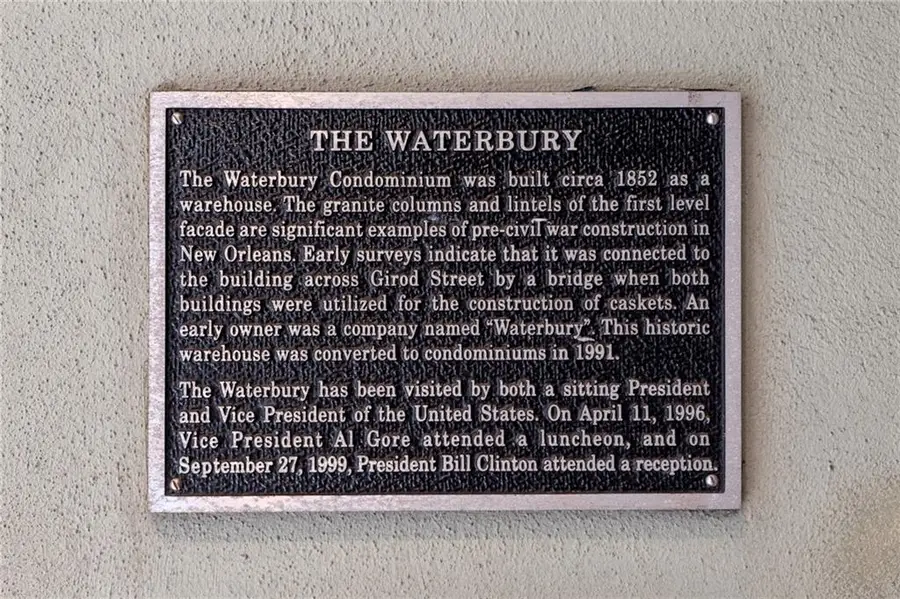 THE WATERBURY
The Waterbury Condominium was built circa 1852 as a
warehouse. The granite columns and lintels of the first level
facade are significant examples of pre-civil war construction in
New Orleans. Early surveys indicate that it was connected to
the building across Girod Street by a bridge when both
buildings were utilized for the construction of caskets. An
early owner was a company named "Waterbury". This historic
warehouse was converted to condominiums in 1991.
The Waterbury has been visited by both a sitting President
and Vice President of the United States. On April 11, 1996,
Vice President Al Gore attended a luncheon, and on
September 27, 1999, President Bill Clinton attended a reception.